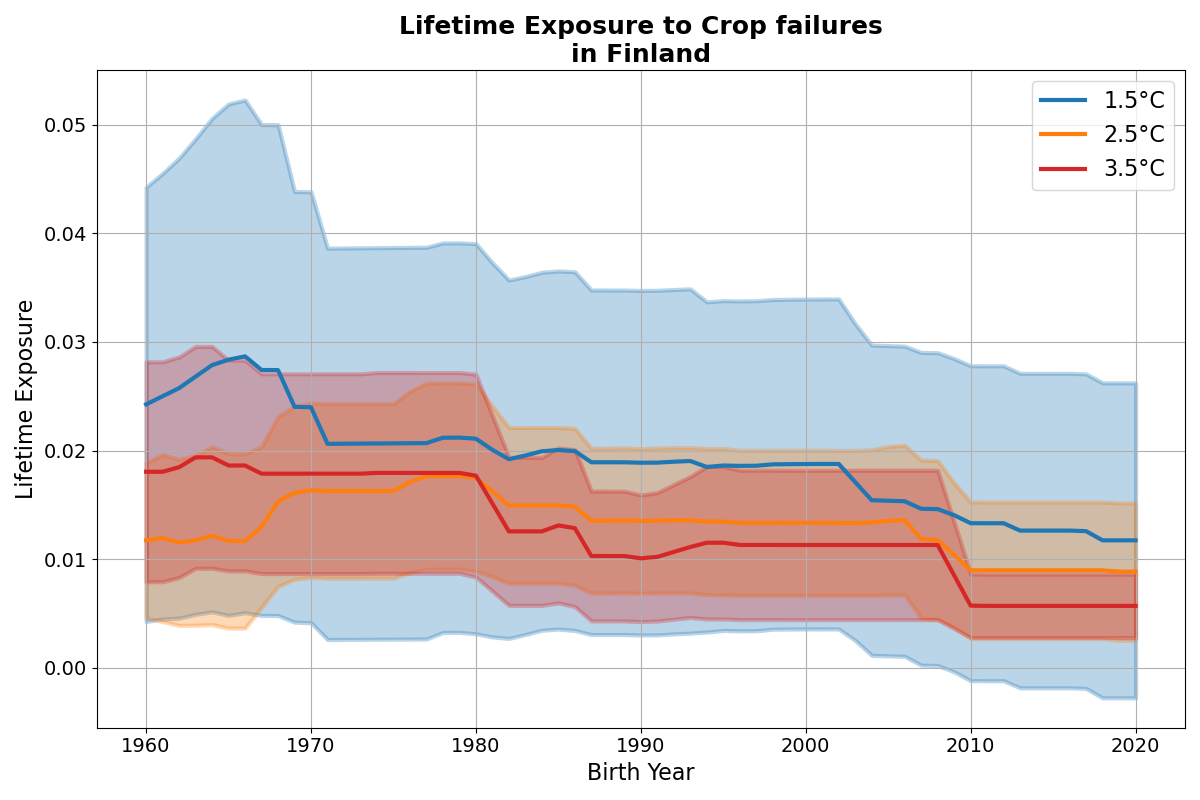 Lifetime Exposure to Crop failures
in Finland
1.5°C
2.5°C
3.5°C
Lifetime Exposure
0.05
0.04
0.03
0.02
0.01
0.00
1960 1970 1980 1990 2000 2010 2020
Birth Year